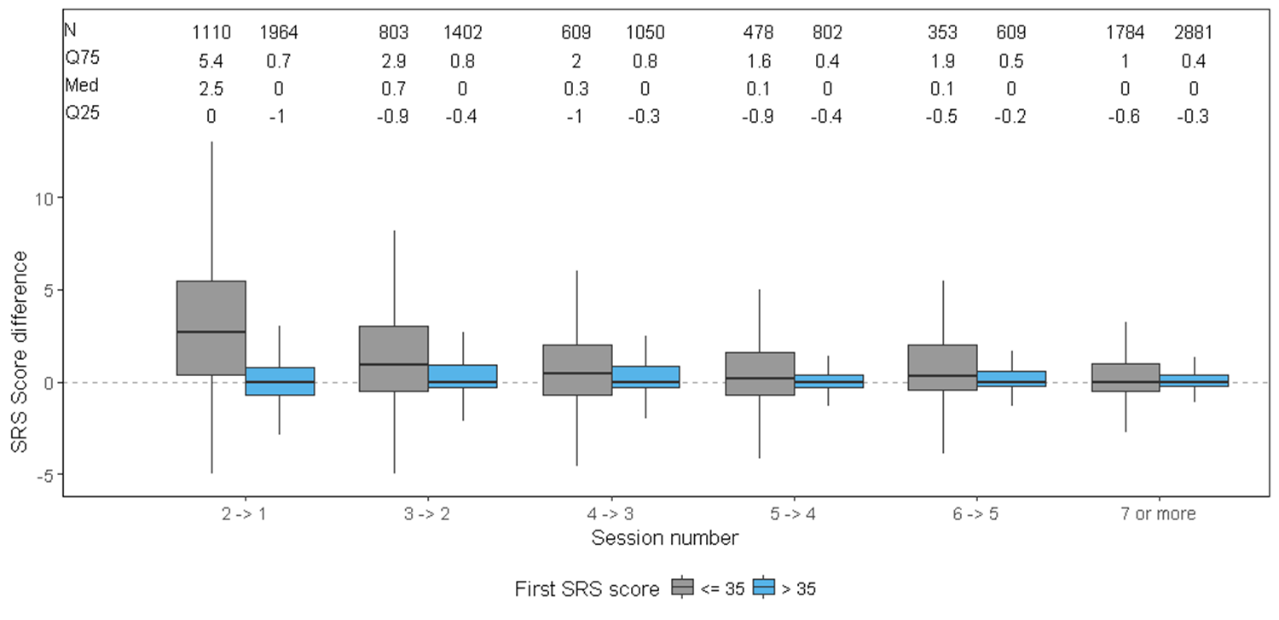 N 1110 1964 803 1402 609 1050 478 802 353 609 1784 2881
Q75 5.4 0.7 2.9 0.8 2 0.8 1.6 0.4 1.9 0.5 1 0.4
Med 2.5 0 0.7 0 0.3 0 0.1 0 0.1 0 0 0
Q25 0 -1 -0.9 -0.4 -1 -0.3 -0.9 -0.4 -0.5 -0.2 -0.6 -0.3
10
5
0
-5
SRS Score difference
2 -> 1 3 -> 2 4 -> 3 5 -> 4 6 -> 5 7 or more
Session number
First SRS score <= 35 > 35